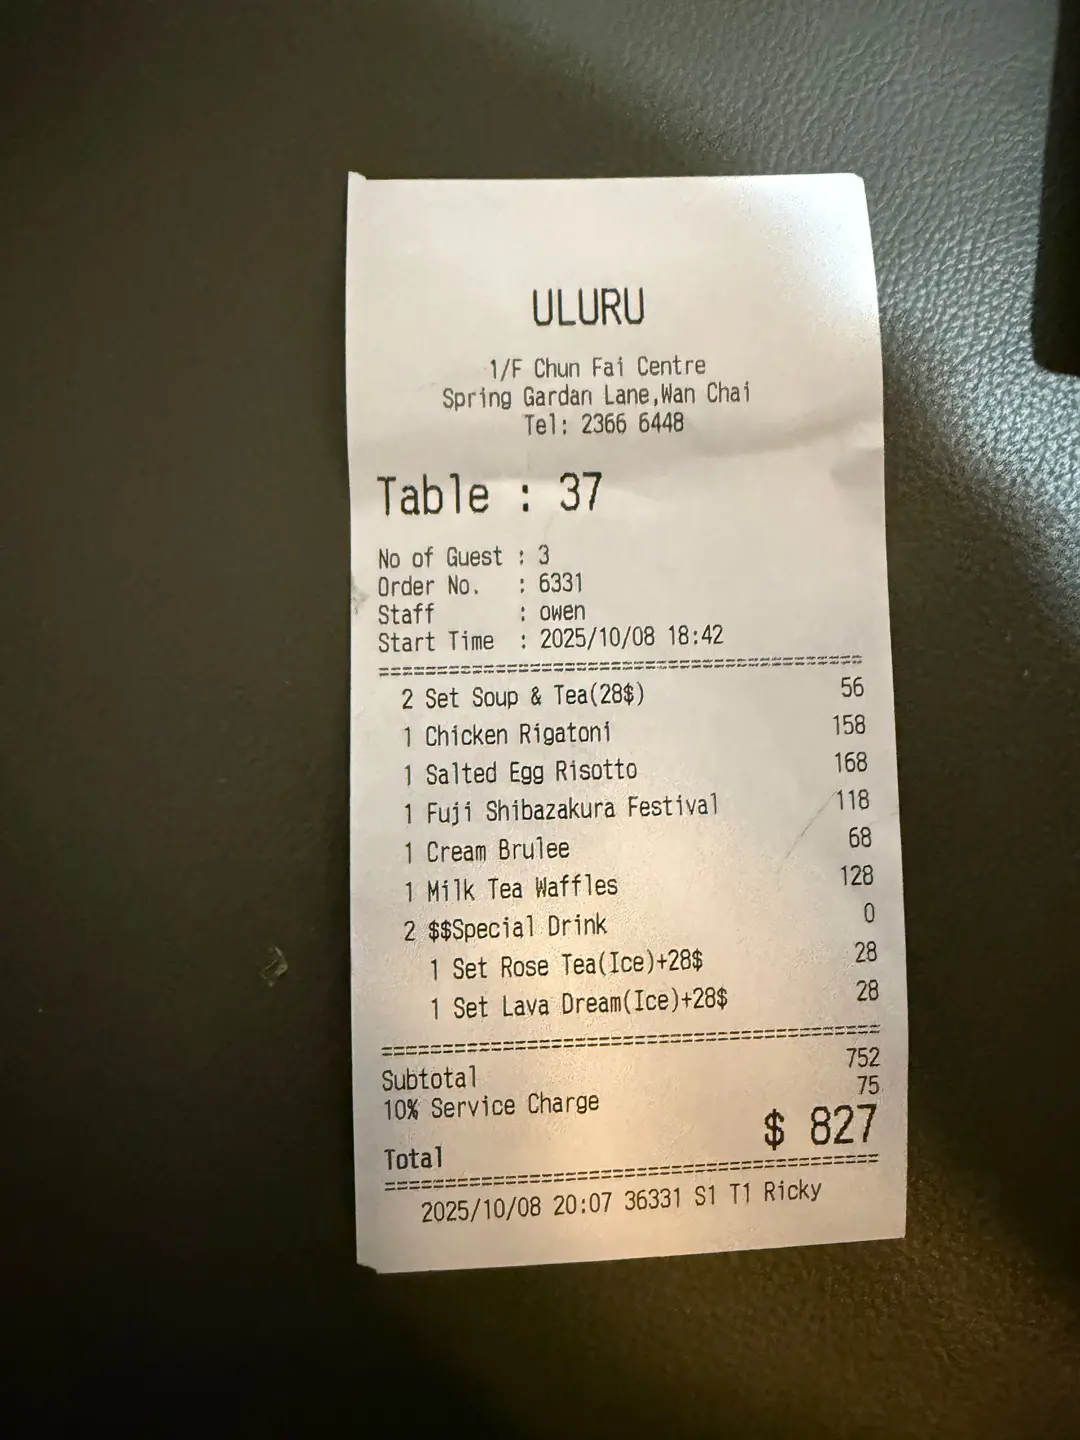 ULURU
1/F Chun Fai Centre
Spring Gardan Lane,Wan Chai
Tel: 2366 6448
Table : 37
No of Guest : 3
Order No. : 6331
Staff : owen
Start Time : 2025/10/08 18:42
2 Set Soup & Tea(28$) 56
1 Chicken Rigatoni 158
1 Salted Egg Risotto 168
1 Fuji Shibazakura Festival 118
1 Cream Brulee 68
1 Milk Tea Waffles 128
2 $$Special Drink 0
1 Set Rose Tea(Ice)+28$ 28
1 Set Lava Dream(Ice)+28$ 28
Subtotal 752
10% Service Charge 75
Total $ 827
2025/10/08 20:07 36331 S1 T1 Ricky